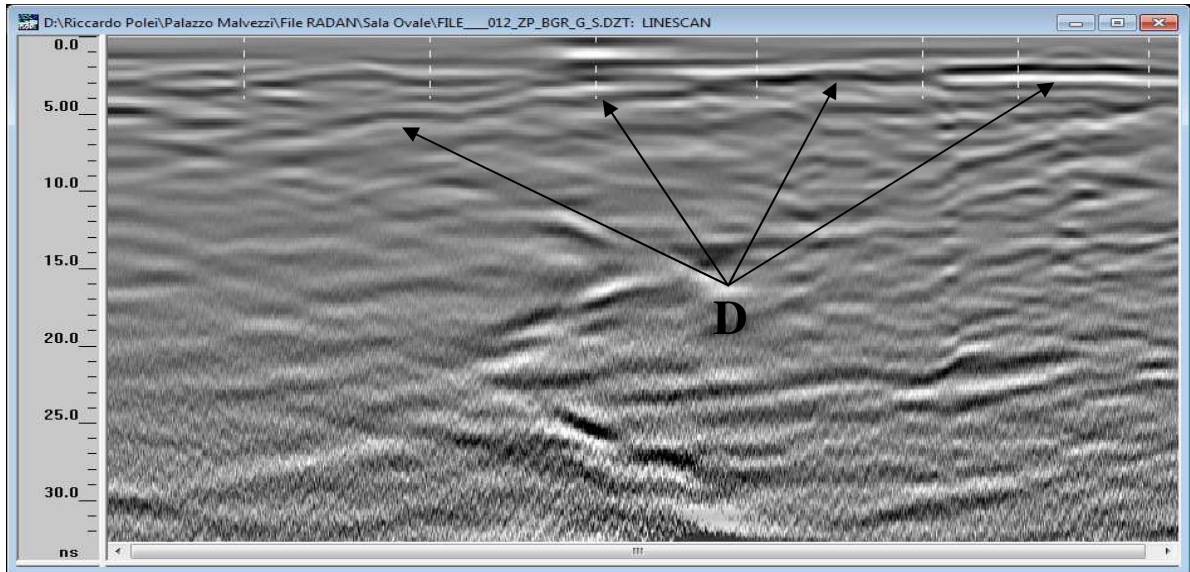 D:\Riccardo Polei\Palazzo Malvezzi\File RADAN\Sala Ovale\FILE___012_ZP_BGR_G_S.DZT: LINESCAN
0.0
5.00
10.0
15.0
D
20.0
25.0
30.0
ns